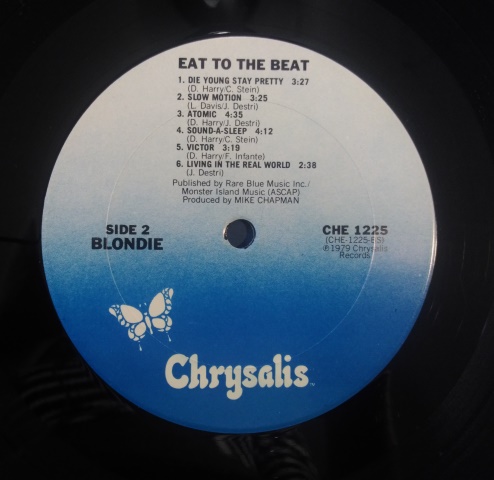 EAT TO THE BEAT
1. DIE YOUNG STAY PRETTY 3:27
(D. Harry/C. Stein)
2. SLOW MOTION 3:25
(L. Davis/J. Destri)
3. ATOMIC 4:35
(D. Harry/J. Destri)
4. SOUND-A-SLEEP 4:12
(D. Harry/C. Stein)
5. VICTOR 3:19
(D. Harry/F. Infante)
6. LIVING IN THE REAL WORLD 2:38
(J. Destri)
Published by Rare Blue Music Inc./
Monster Island Music (ASCAP)
Produced by MIKE CHAPMAN
SIDE 2
BLONDIE
CHE 1225
(CHE-1225-BS)
℗1979 Chrysalis
Records
Chrysalis™